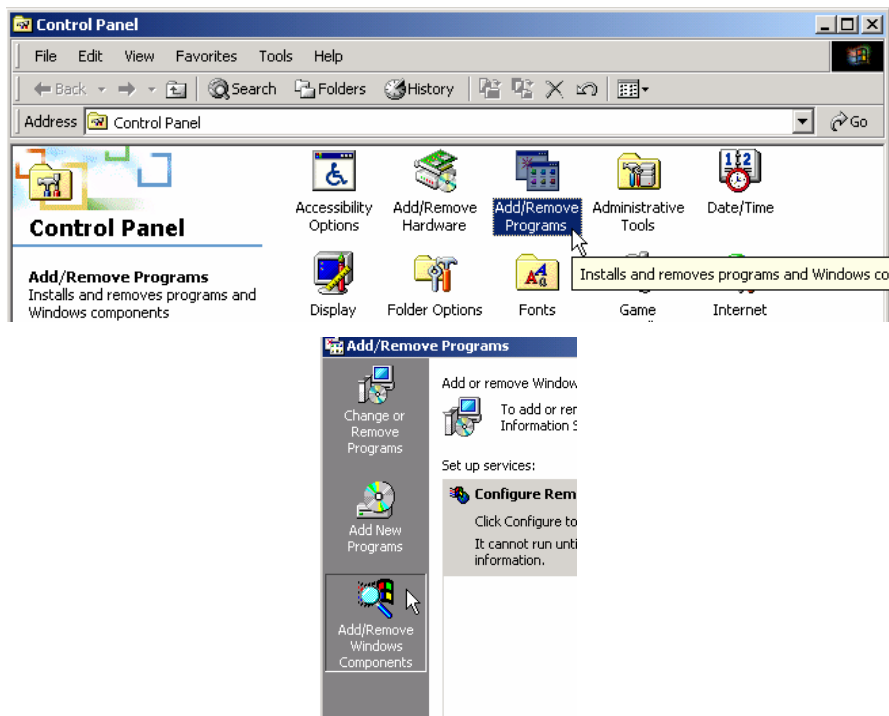 Control Panel
File Edit View Favorites Tools Help
Back Search Folders History
Address Control Panel Go
Control Panel
Add/Remove Programs
Installs and removes programs and
Windows components
Accessibility Options
Add/Remove Hardware
Add/Remove Programs
Administrative Tools
Date/Time
Installs and removes programs and Windows co
Display
Folder Options
Fonts
Game
Internet
Add/Remove Programs
Change or
Remove
Programs
Add New
Programs
Add/Remove
Windows
Components
Add or remove Window
To add or rer
Information S
Set up services:
Configure Rem
Click Configure to
It cannot run unti
information.